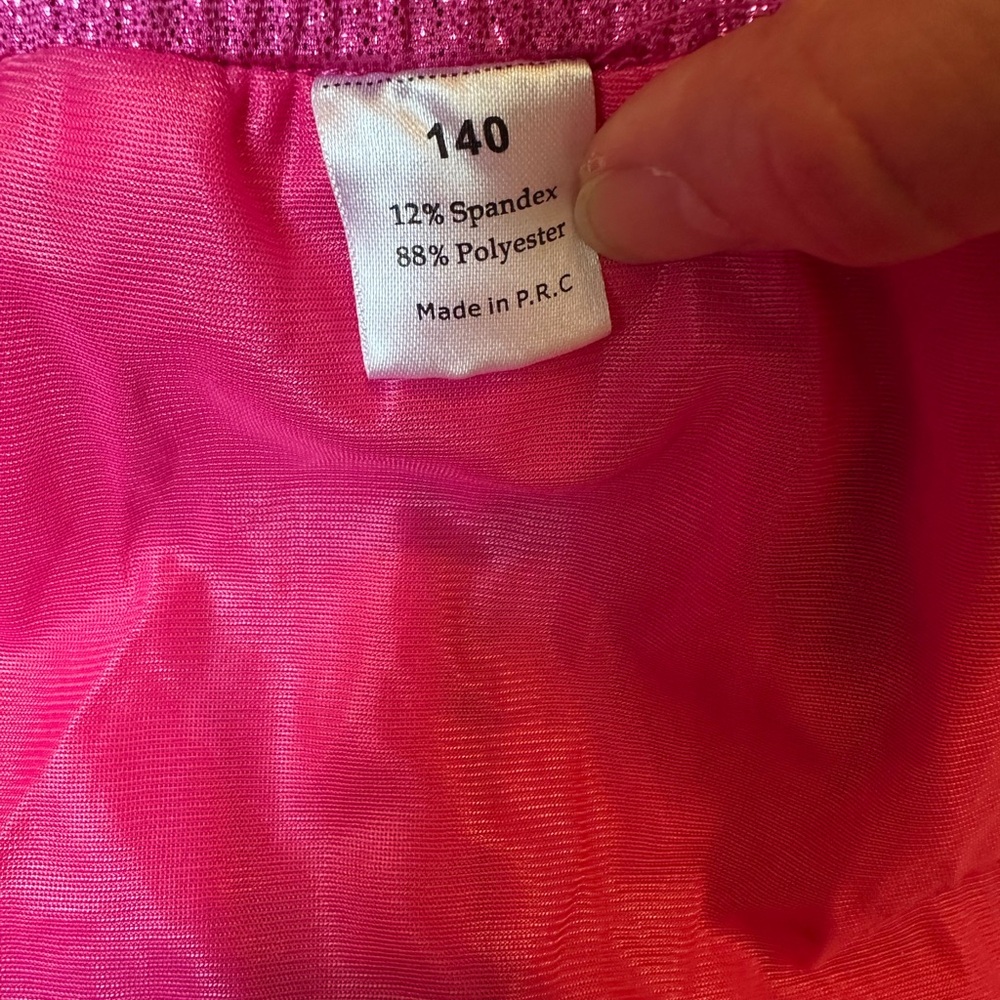 140
12% Spandex
88% Polyester
Made in P.R.C